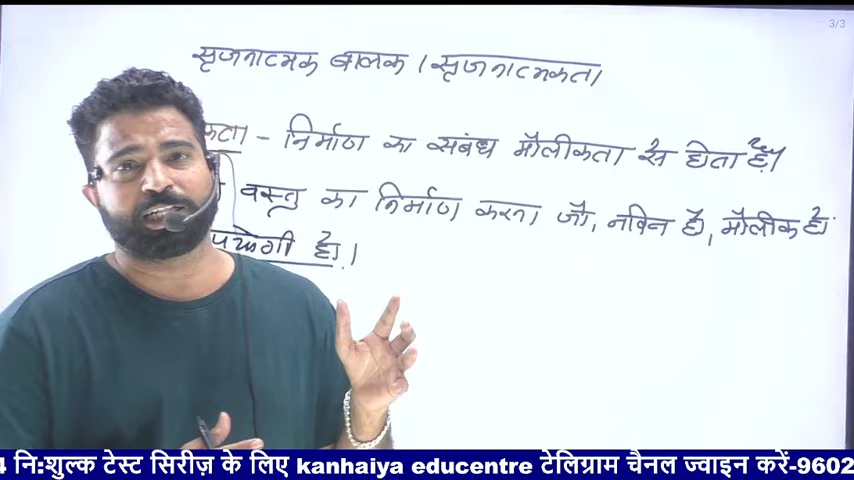 3/3
सृजनात्मक बालक / सृजनात्मकता
कता - निर्माण का संबंध मौलीकता से होता है।
वस्तु का निर्माण करना जो, नविन हो, मौलीक हो
पयोगी हो।
4 नि:शुल्क टेस्ट सिरीज़ के लिए kanhaiya educentre टेलिग्राम चैनल ज्वाइन करें-9602